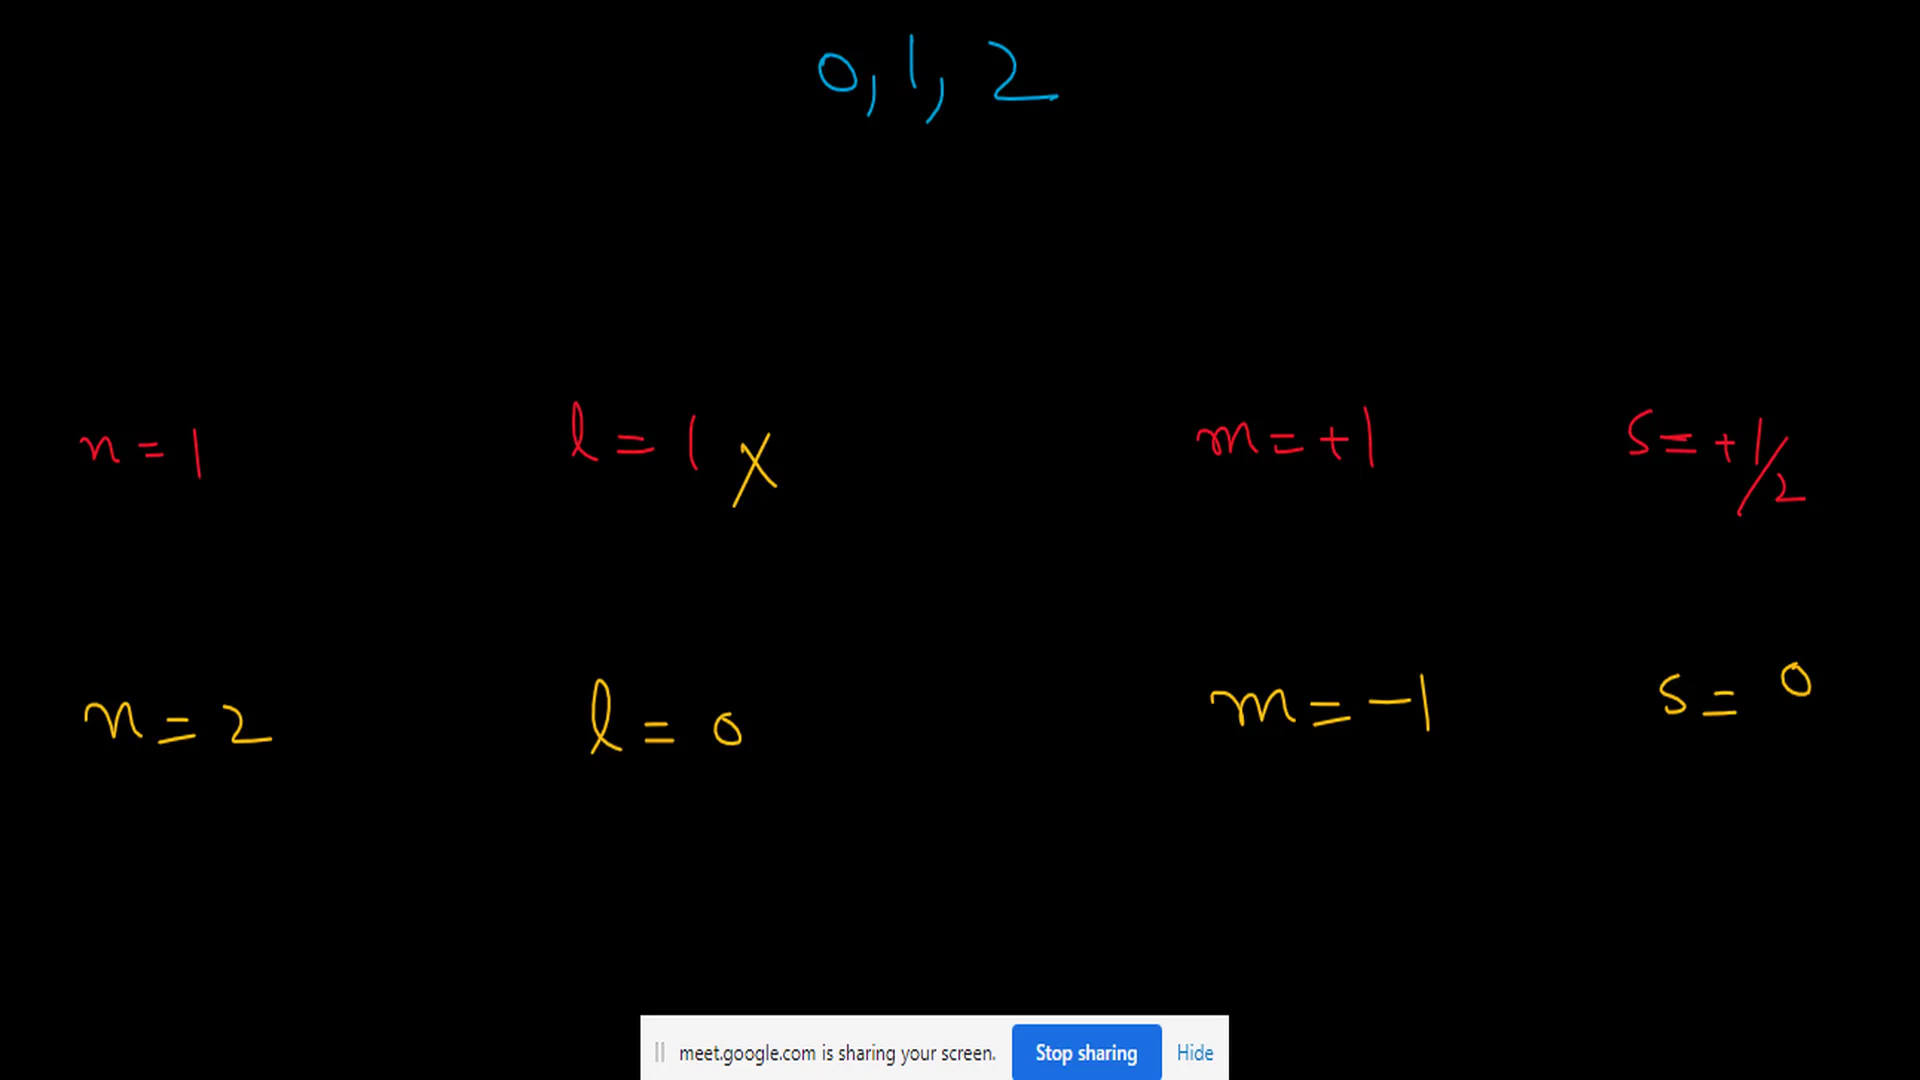 0, 1, 2
n = 1 l = 1 X m = +1 s = +1/2
n = 2 l = 0 m = -1 s = 0
meet.google.com is sharing your screen. Stop sharing Hide